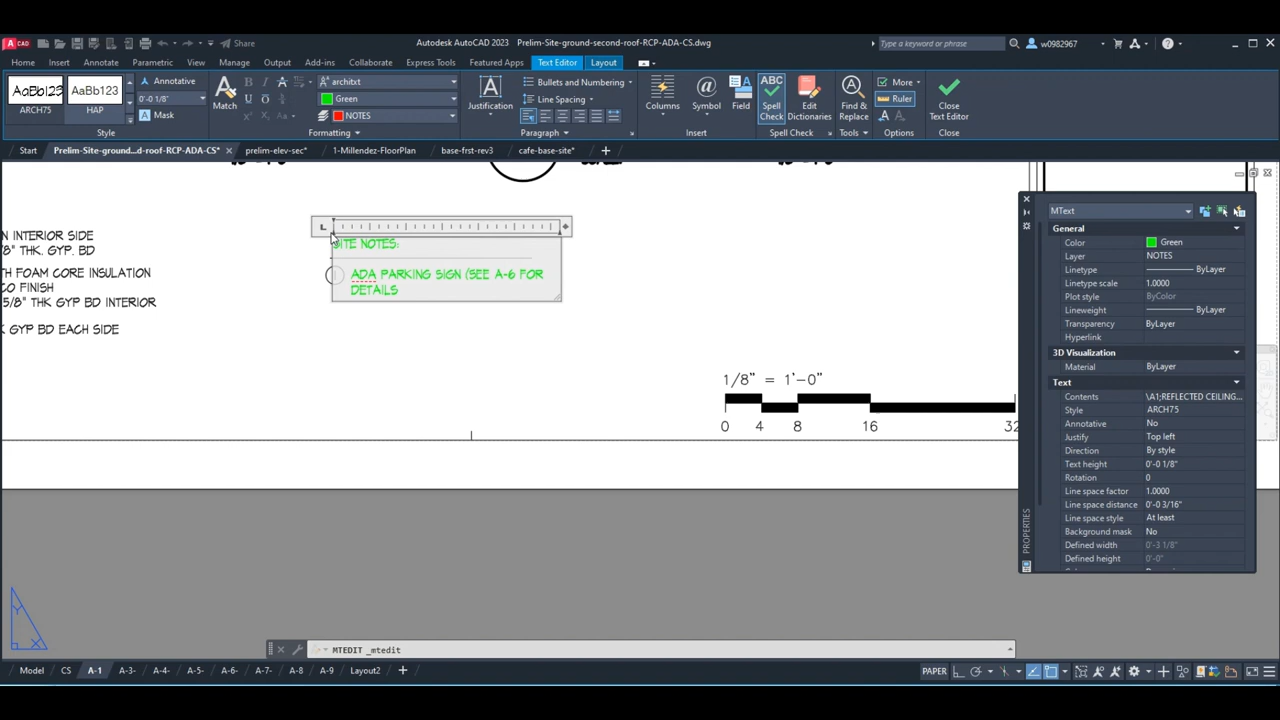 Share
Autodesk AutoCAD 2023 Prelim-Site-ground-second-roof-RCP-ADA-CS.dwg
Type a keyword or phrase
w0982967
Home Insert Annotate Parametric View Manage Output Add-ins Collaborate Express Tools Featured Apps Text Editor Layout
AaBb123 AaBb123 Annotative architxt Bullets and Numbering More
0'-0 1/8" Green Line Spacing Ruler
ARCH75 HAP Mask Match NOTES Justification Columns Symbol Field Spell Check Edit Dictionaries Find & Replace Close Text Editor
Style Formatting Paragraph Insert Spell Check Tools Options Close
Start Prelim-Site-ground...d-roof-RCP-ADA-CS* prelim-elev-sec* 1-Millendez-FloorPlan base-frst-rev3 cafe-base-site*
N INTERIOR SIDE
/8" THK. GYP. BD
TH FOAM CORE INSULATION
CO FINISH
5/8" THK GYP BD INTERIOR
K GYP BD EACH SIDE
SITE NOTES:
ADA PARKING SIGN (SEE A-6 FOR
DETAILS
1/8" = 1'-0"
0 4 8 16 32
MText
General
Color Green
Layer NOTES
Linetype ByLayer
Linetype scale 1.0000
Plot style ByColor
Lineweight ByLayer
Transparency ByLayer
Hyperlink
3D Visualization
Material ByLayer
Text
Contents \A1;REFLECTED CEILING...
Style ARCH75
Annotative No
Justify Top left
Direction By style
Text height 0'-0 1/8"
Rotation 0
Line space factor 1.0000
Line space distance 0'-0 3/16"
Line space style At least
Background mask No
Defined width 0'-3 1/8"
Defined height 0'-0"
PROPERTIES
Y
X
MTEDIT _mtedit
Model CS A-1 A-3- A-4- A-5- A-6- A-7- A-8 A-9 Layout2
PAPER